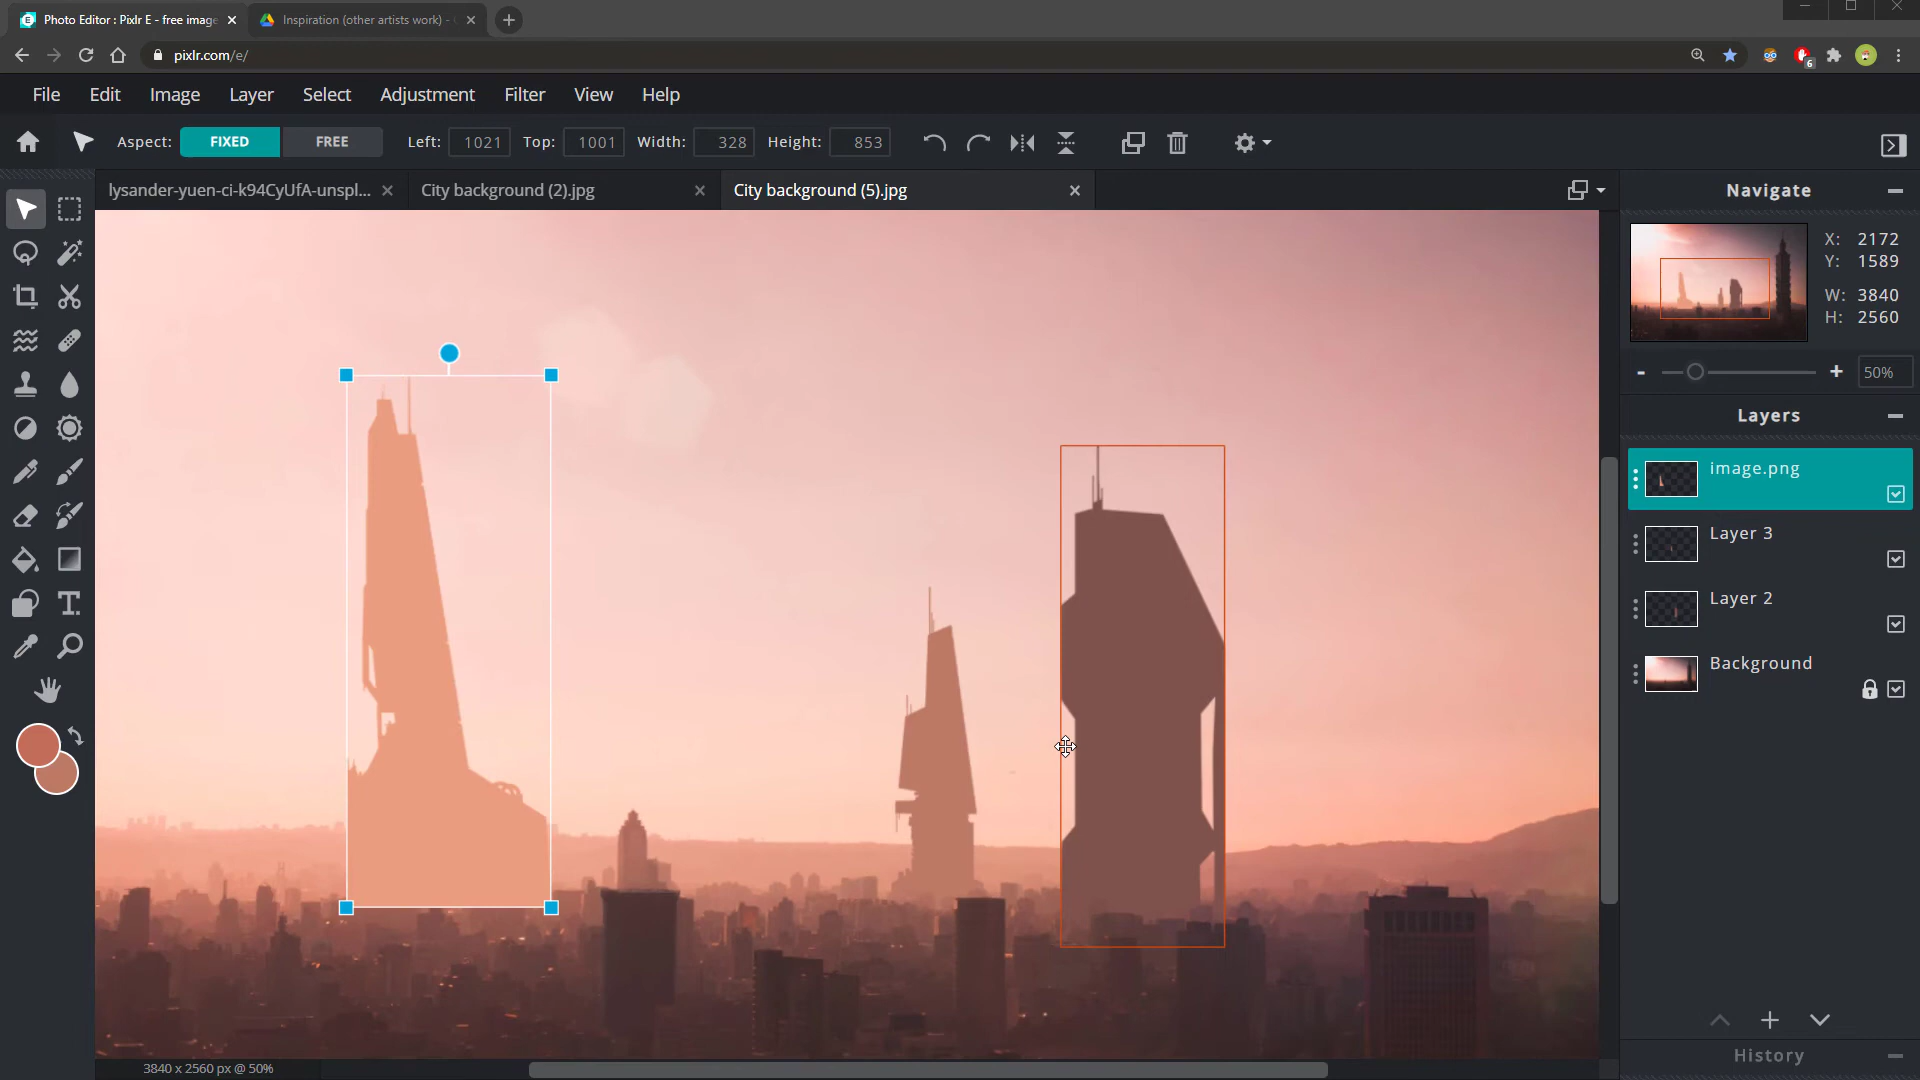 Photo Editor : Pixlr E - free image
Inspiration (other artists work) -
pixlr.com/e/
6
File Edit Image Layer Select Adjustment Filter View Help
Aspect: FIXED FREE Left: 1021 Top: 1001 Width: 328 Height: 853
lysander-yuen-ci-k94CyUfA-unspl... City background (2).jpg City background (5).jpg
Navigate
X: 2172
Y: 1589
W: 3840
H: 2560
- + 50%
Layers
image.png
Layer 3
Layer 2
Background
History
3840 x 2560 px @ 50%